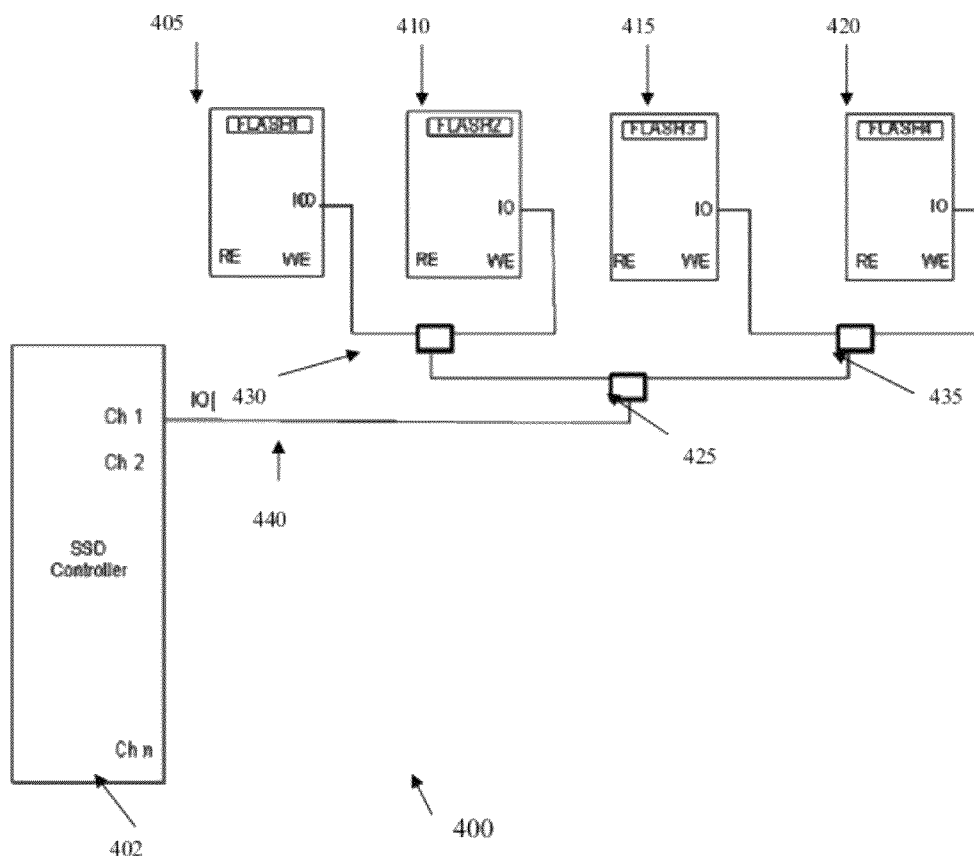 405
410
415
420
FLASH1
FLASH2
FLASH3
FLASH4
IOO
IO
IO
IO
RE WE
RE WE
RE WE
RE WE
430
435
IO|
Ch 1
425
Ch 2
440
SSD
Controller
Ch n
402
400